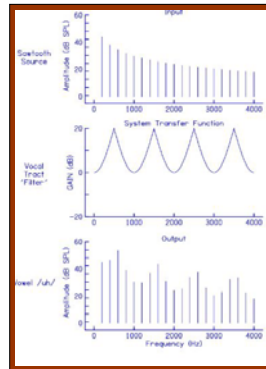 Input
Sawtooth
Source
Amplitude (dB SPL)
60
40
20
0
0 1000 2000 3000 4000
System Transfer Function
Vocal
Tract
"Filter"
GAIN (dB)
20
0
-20
0 1000 2000 3000 4000
Output
Vowel /uh/
Amplitude (dB SPL)
60
40
20
0
0 1000 2000 3000 4000
Frequency (Hz)